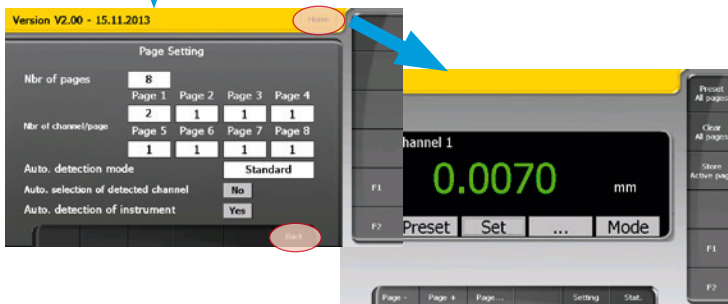 Version V2.00 - 15.11.2013
Home
Page Setting
Nbr of pages 8
Page 1 Page 2 Page 3 Page 4
2 1 1 1
Nbr of channel/page
Page 5 Page 6 Page 7 Page 8
1 1 1 1
Auto. detection mode Standard
Auto. selection of detected channel No
Auto. detection of instrument Yes
Back
F1
F2
hannel 1
0.0070 mm
Preset Set ... Mode
Preset
All pages
Clear
All pages
Store
Active pag
F1
F2
Page - Page + Page... Setting Stat.